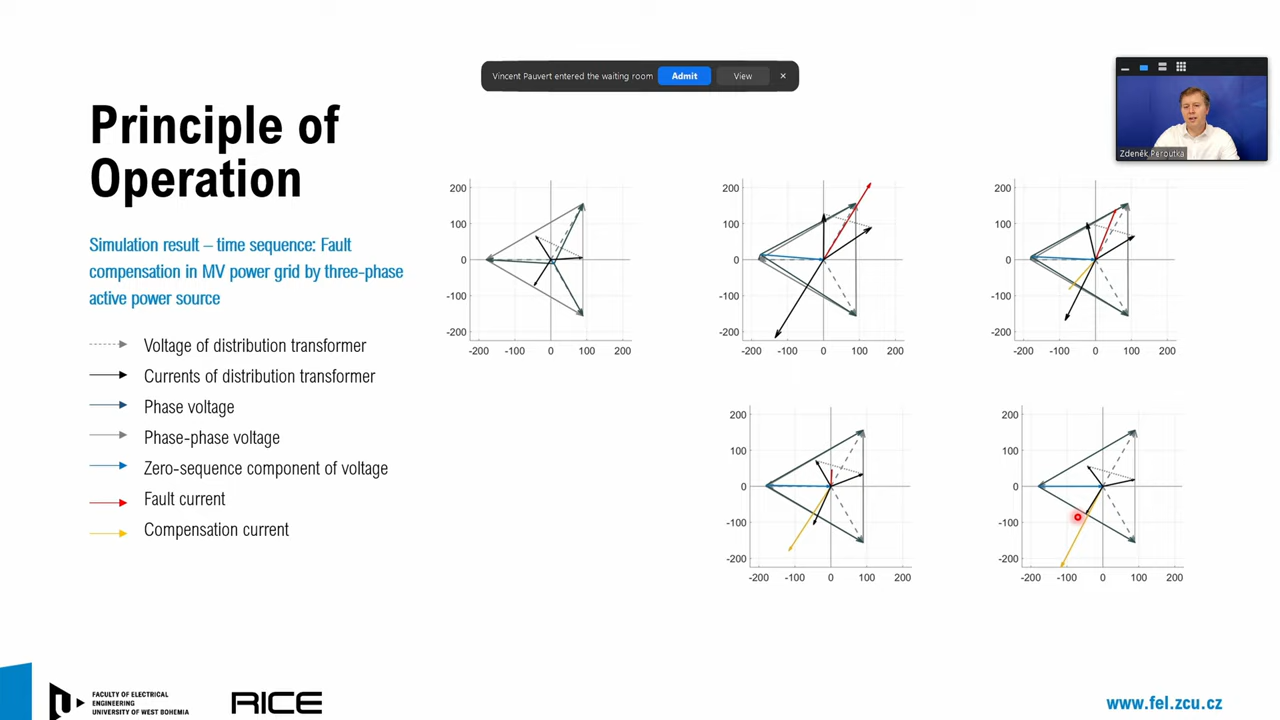 Vincent Pauvert entered the waiting room Admit View ×
Zdeněk Peroutka
Principle of
Operation
Simulation result – time sequence: Fault
compensation in MV power grid by three-phase
active power source
Voltage of distribution transformer
Currents of distribution transformer
Phase voltage
Phase-phase voltage
Zero-sequence component of voltage
Fault current
Compensation current
200
100
0
-100
-200
-200 -100 0 100 200
200
100
0
-100
-200
-200 -100 0 100 200
200
100
0
-100
-200
-200 -100 0 100 200
200
100
0
-100
-200
-200 -100 0 100 200
200
100
0
-100
-200
-200 -100 0 100 200
FACULTY OF ELECTRICAL
ENGINEERING
UNIVERSITY OF WEST BOHEMIA
RICE
www.fel.zcu.cz